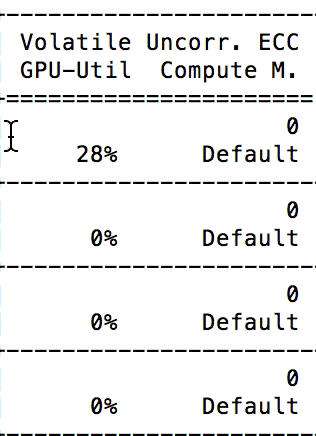 Volatile Uncorr. ECC
GPU-Util Compute M.
0
28% Default
0
0% Default
0
0% Default
0
0% Default